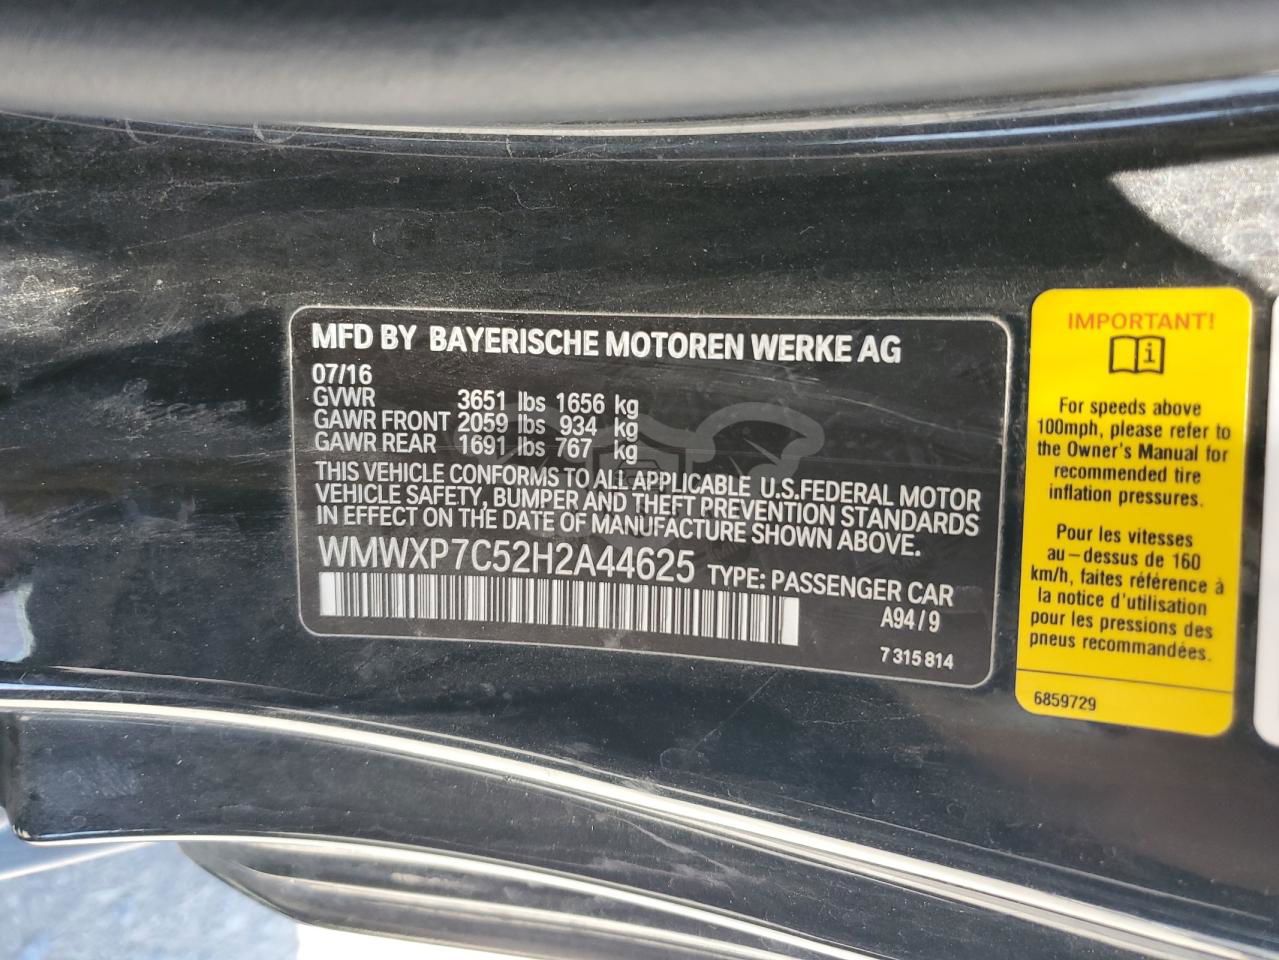 MFD BY BAYERISCHE MOTOREN WERKE AG
07/16
GVWR 3651 lbs 1656 kg
GAWR FRONT 2059 lbs 934 kg
GAWR REAR 1691 lbs 767 kg
THIS VEHICLE CONFORMS TO ALL APPLICABLE U.S.FEDERAL MOTOR
VEHICLE SAFETY, BUMPER AND THEFT PREVENTION STANDARDS
IN EFFECT ON THE DATE OF MANUFACTURE SHOWN ABOVE.
WMWXP7C52H2A44625 TYPE: PASSENGER CAR
A94/9
7 315 814
IMPORTANT!
For speeds above
100mph, please refer to
the Owner's Manual for
recommended tire
inflation pressures.
Pour les vitesses
au-dessus de 160
km/h, faites référence à
la notice d'utilisation
pour les pressions des
pneus recommandées.
6859729